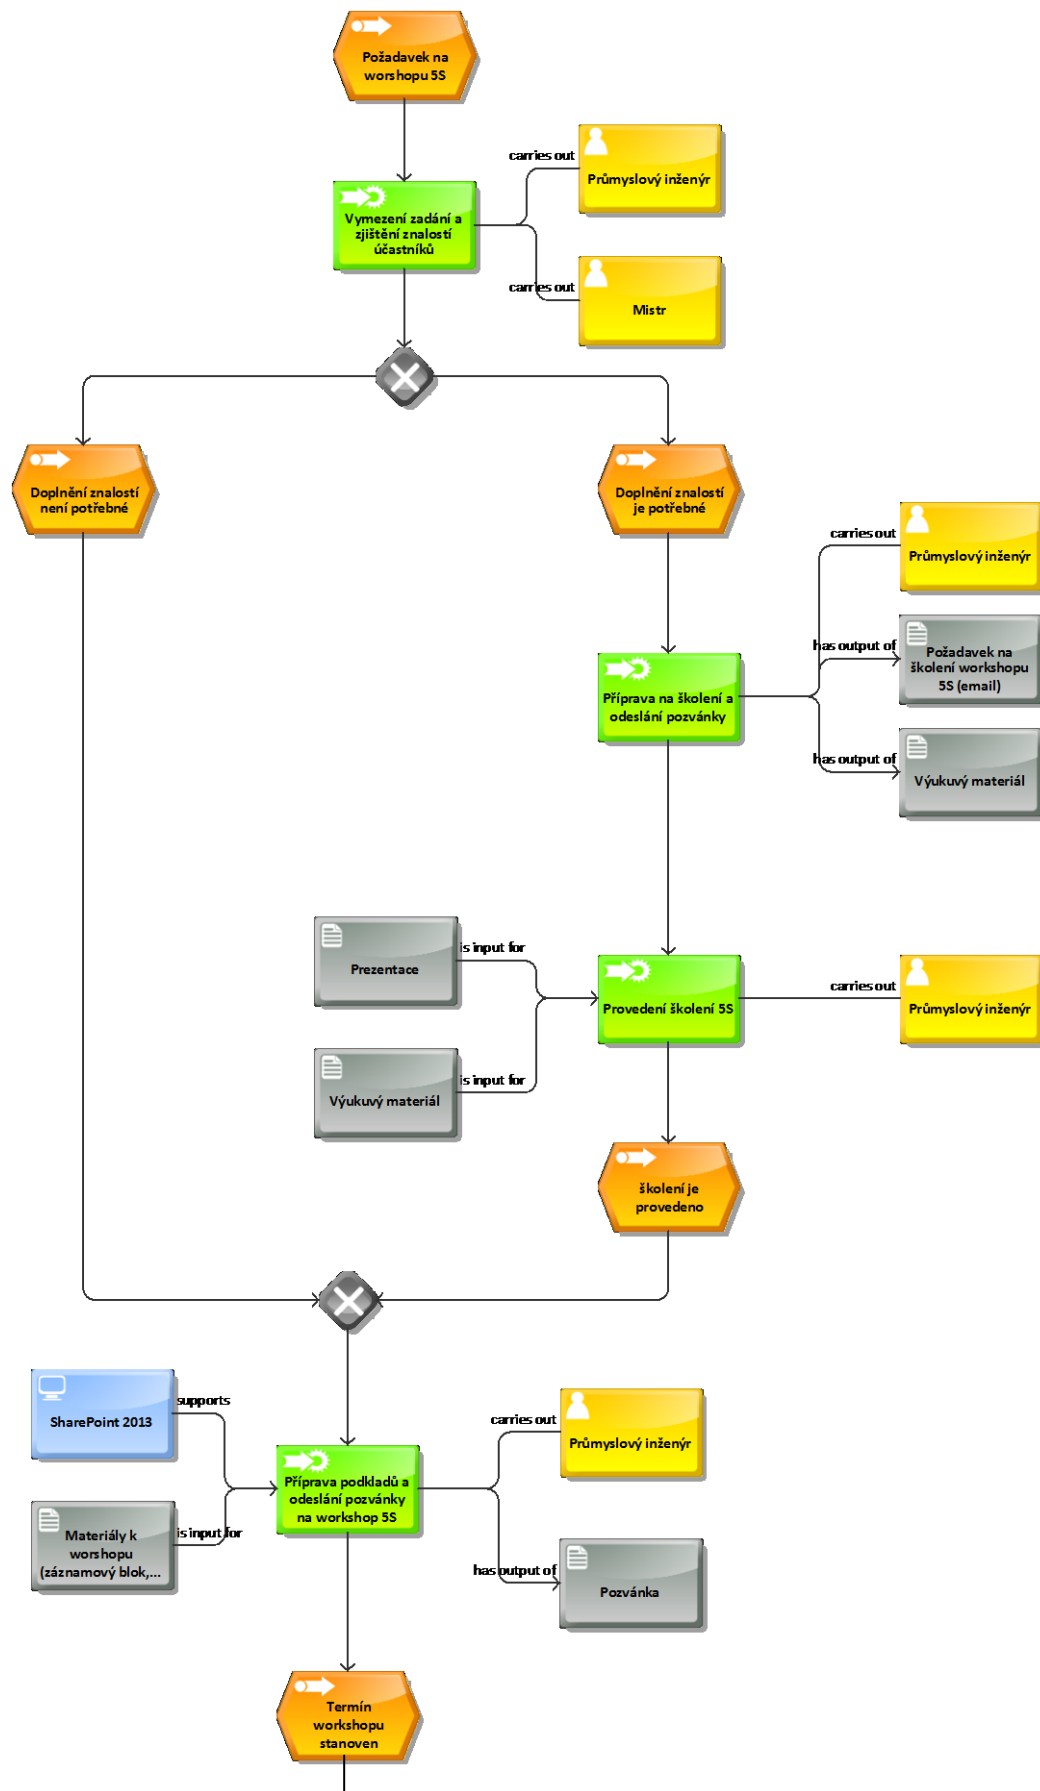 Požadavek na
worshopu 5S
carries out
Průmyslový inženýr
Vymezení zadání a
zjištění znalostí
účastníků
carries out
Mistr
Doplnění znalostí
není potřebné
Doplnění znalostí
je potřebné
carries out
Průmyslový inženýr
has output of
Požadavek na
školení workshopu
5S (email)
Příprava na školení a
odeslání pozvánky
has output of
Výukuvý materiál
is input for
Prezentace
Provedení školení 5S
carries out
Průmyslový inženýr
is input for
Výukuvý materiál
školení je
provedeno
SharePoint 2013
supports
carries out
Průmyslový inženýr
Příprava podkladů a
odeslání pozvánky
na workshop 5S
Materiály k
worshopu
(záznamový blok,...
is input for
has output of
Pozvánka
Termín
workshopu
stanoven